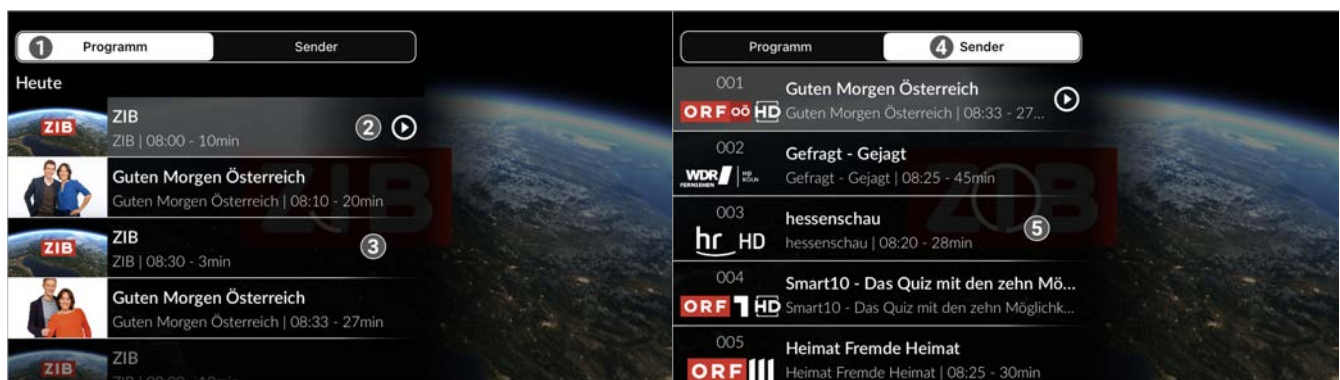 1 Programm Sender
Heute
ZIB
ZIB
ZIB | 08:00 - 10min 2
Guten Morgen Österreich
Guten Morgen Österreich | 08:10 - 20min
ZIB
ZIB
ZIB | 08:30 - 3min 3
Guten Morgen Österreich
Guten Morgen Österreich | 08:33 - 27min
ZIB
ZIB
ZIB
Programm 4 Sender
001
Guten Morgen Österreich
ORF OÖ HD
Guten Morgen Österreich | 08:33 - 27...
002
Gefragt - Gejagt
WDR FERNSEHEN HD KÖLN
Gefragt - Gejagt | 08:25 - 45min
ZIB
003
hessenschau
hr HD
hessenschau | 08:20 - 28min 5
004
Smart10 - Das Quiz mit den zehn Mö...
ORF 1 HD
Smart10 - Das Quiz mit den zehn Möglichk...
005
Heimat Fremde Heimat
ORF III
Heimat Fremde Heimat | 08:25 - 30min